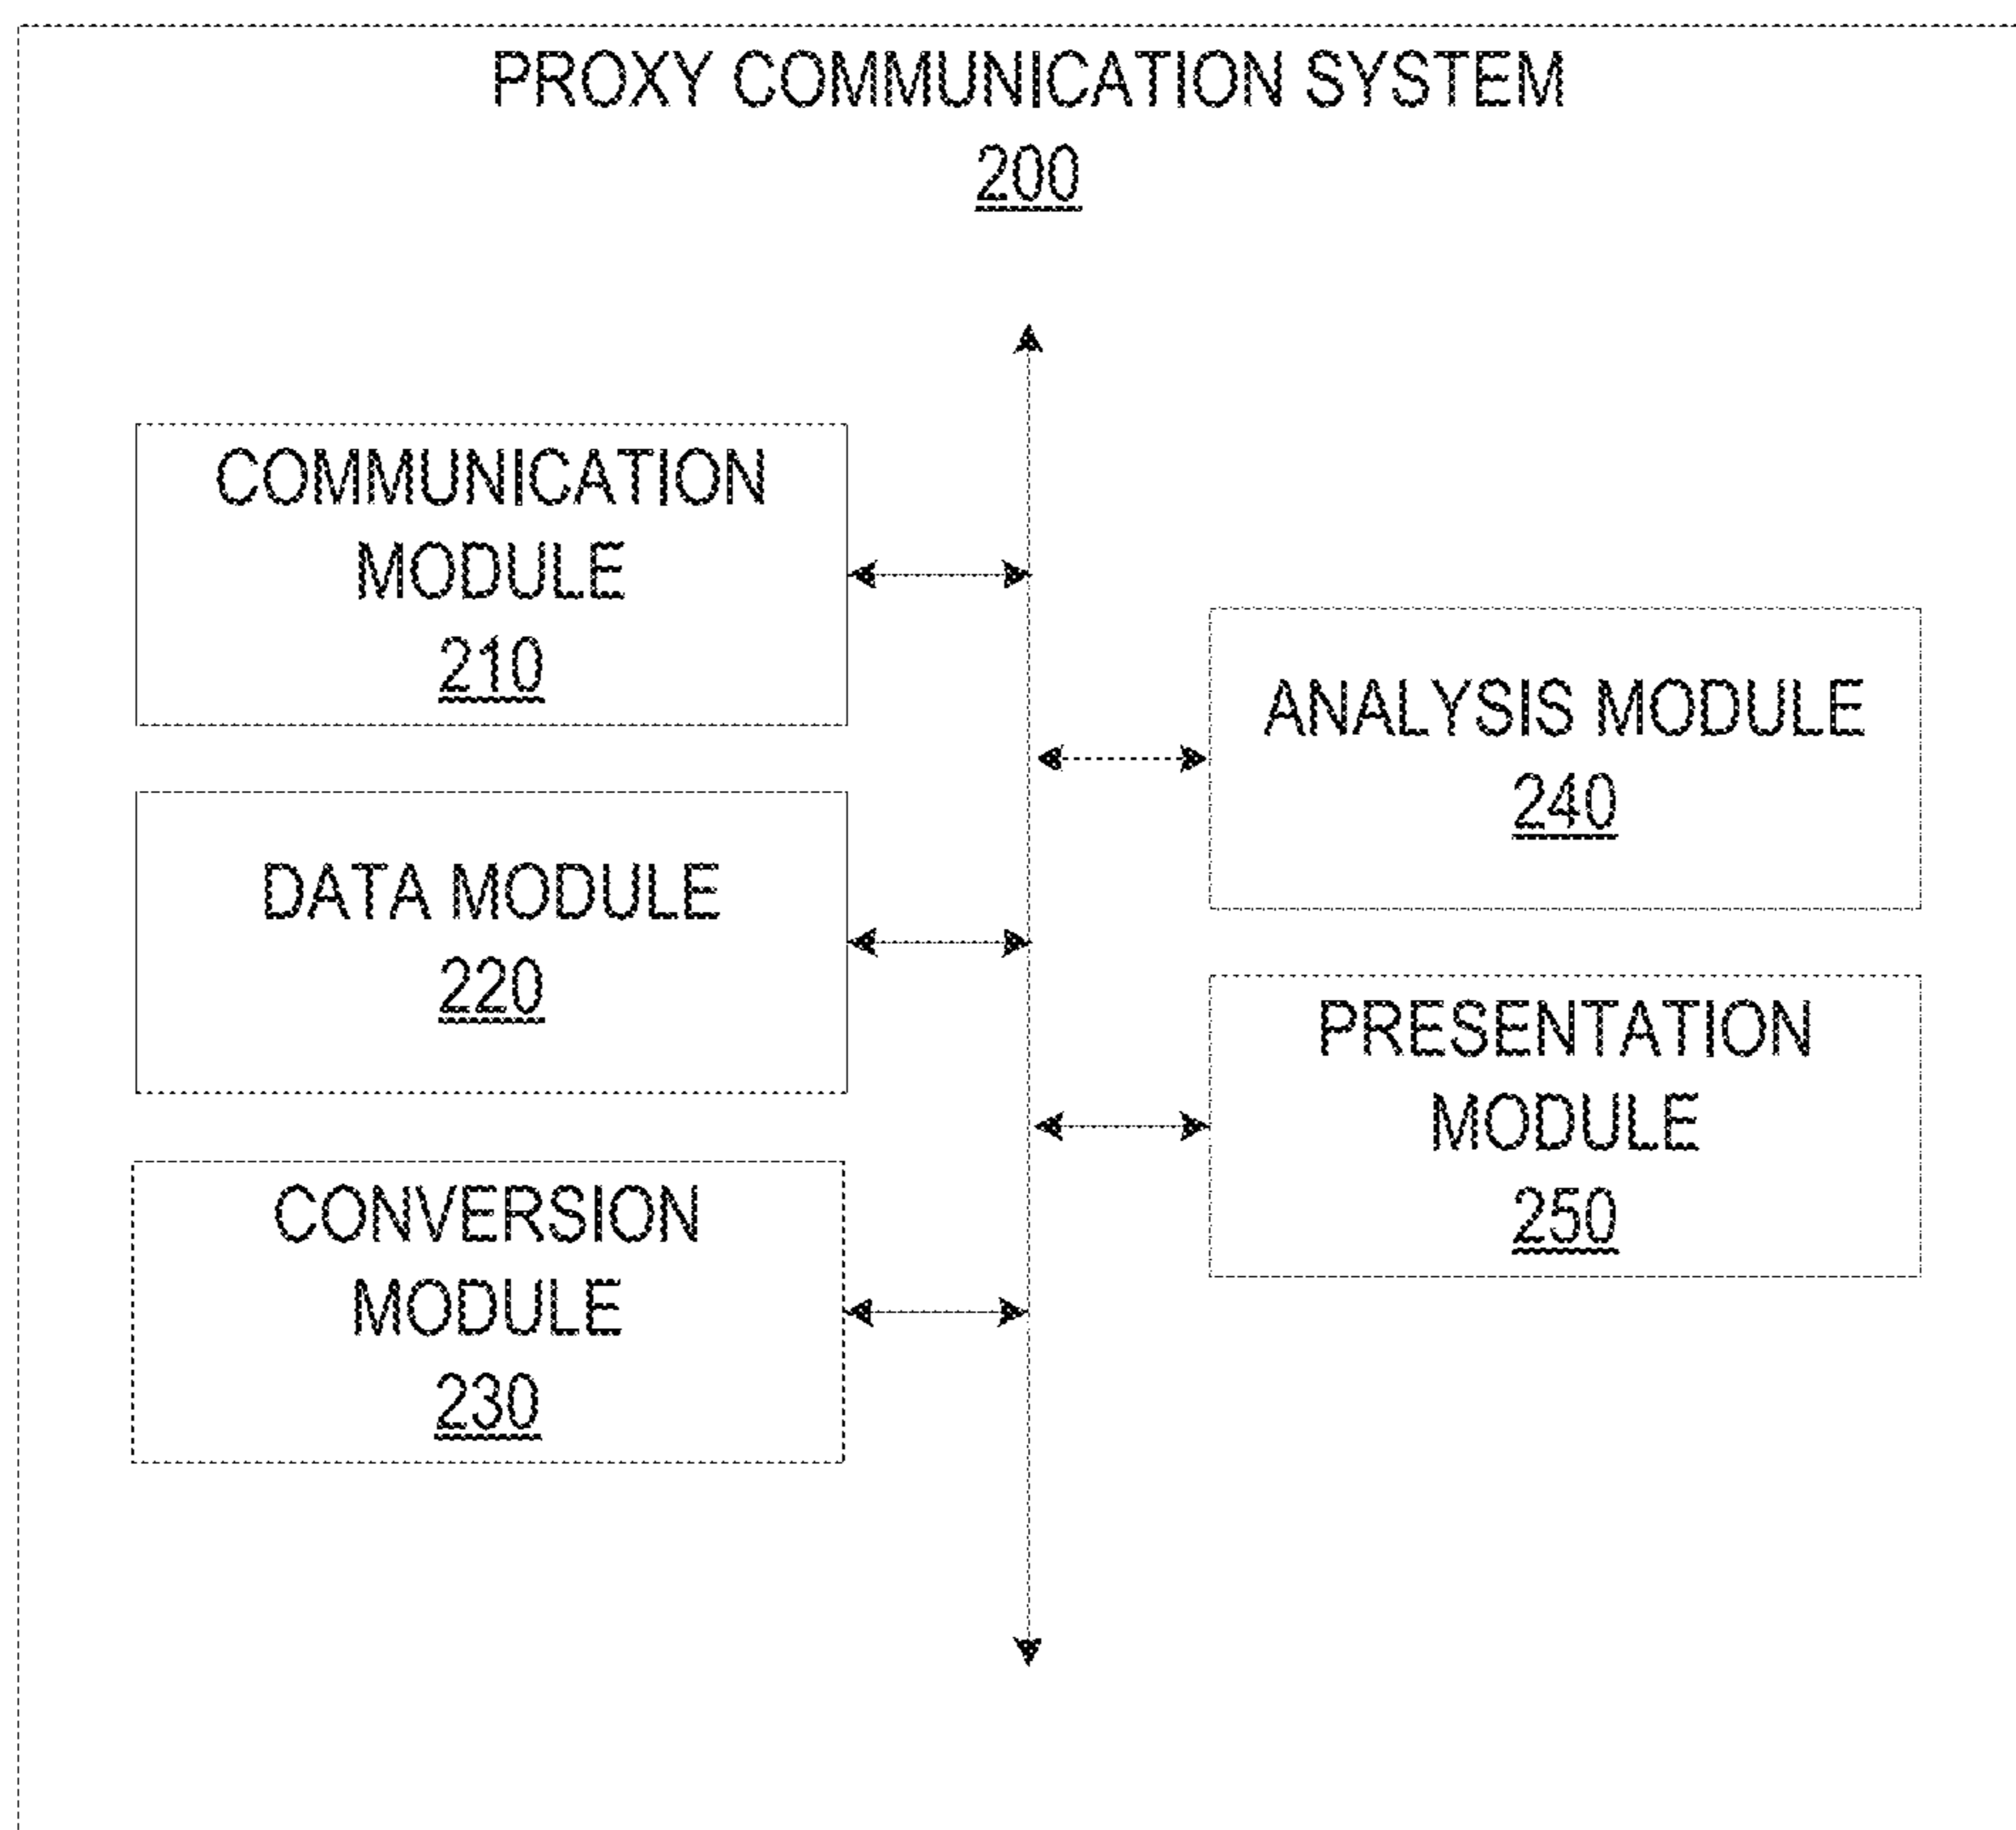 PROXY COMMUNICATION SYSTEM
200
COMMUNICATION
MODULE
210
DATA MODULE
220
CONVERSION
MODULE
230
ANALYSIS MODULE
240
PRESENTATION
MODULE
250